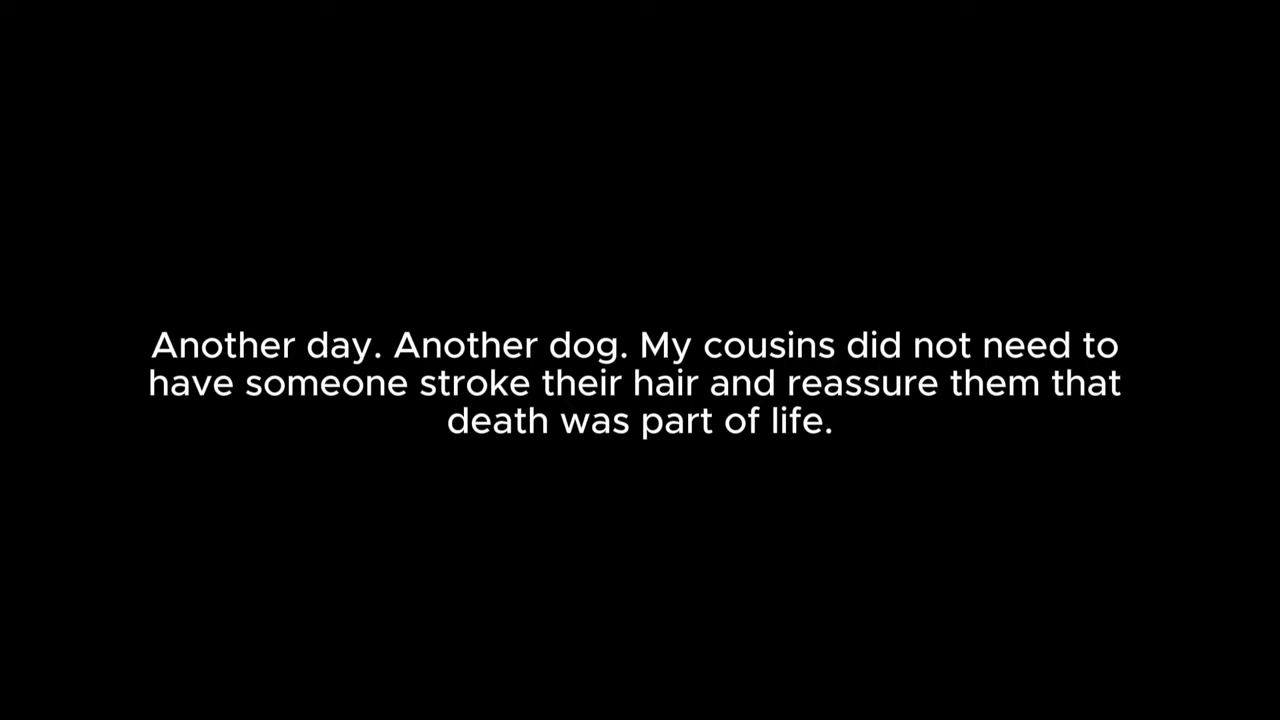 Another day. Another dog. My cousins did not need to
have someone stroke their hair and reassure them that
death was part of life.